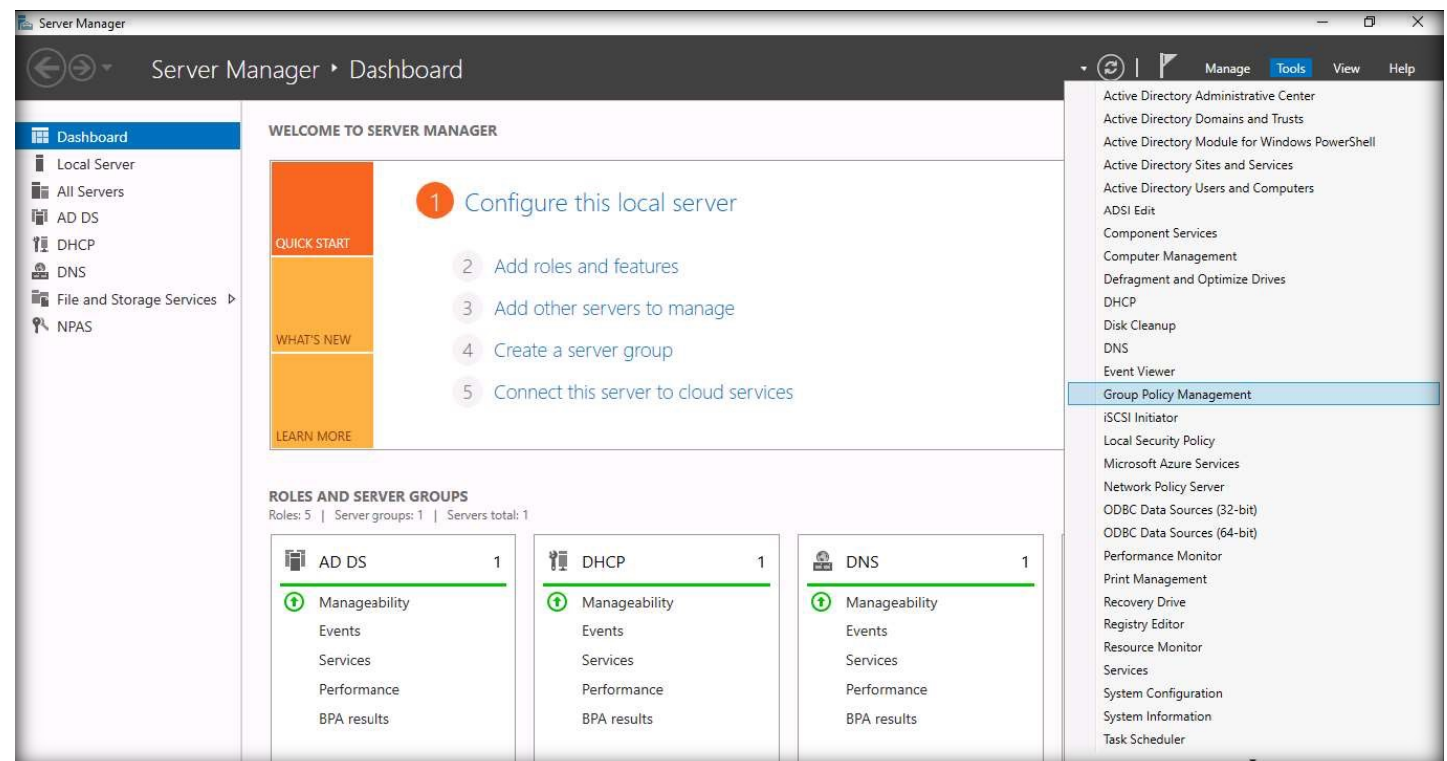 Server Manager
Server Manager ‣ Dashboard
Manage Tools View Help
Dashboard
Local Server
All Servers
AD DS
DHCP
DNS
File and Storage Services
NPAS
WELCOME TO SERVER MANAGER
QUICK START
WHAT'S NEW
LEARN MORE
1 Configure this local server
2 Add roles and features
3 Add other servers to manage
4 Create a server group
5 Connect this server to cloud services
ROLES AND SERVER GROUPS
Roles: 5 | Server groups: 1 | Servers total: 1
AD DS 1
Manageability
Events
Services
Performance
BPA results
DHCP 1
Manageability
Events
Services
Performance
BPA results
DNS 1
Manageability
Events
Services
Performance
BPA results
Active Directory Administrative Center
Active Directory Domains and Trusts
Active Directory Module for Windows PowerShell
Active Directory Sites and Services
Active Directory Users and Computers
ADSI Edit
Component Services
Computer Management
Defragment and Optimize Drives
DHCP
Disk Cleanup
DNS
Event Viewer
Group Policy Management
iSCSI Initiator
Local Security Policy
Microsoft Azure Services
Network Policy Server
ODBC Data Sources (32-bit)
ODBC Data Sources (64-bit)
Performance Monitor
Print Management
Recovery Drive
Registry Editor
Resource Monitor
Services
System Configuration
System Information
Task Scheduler